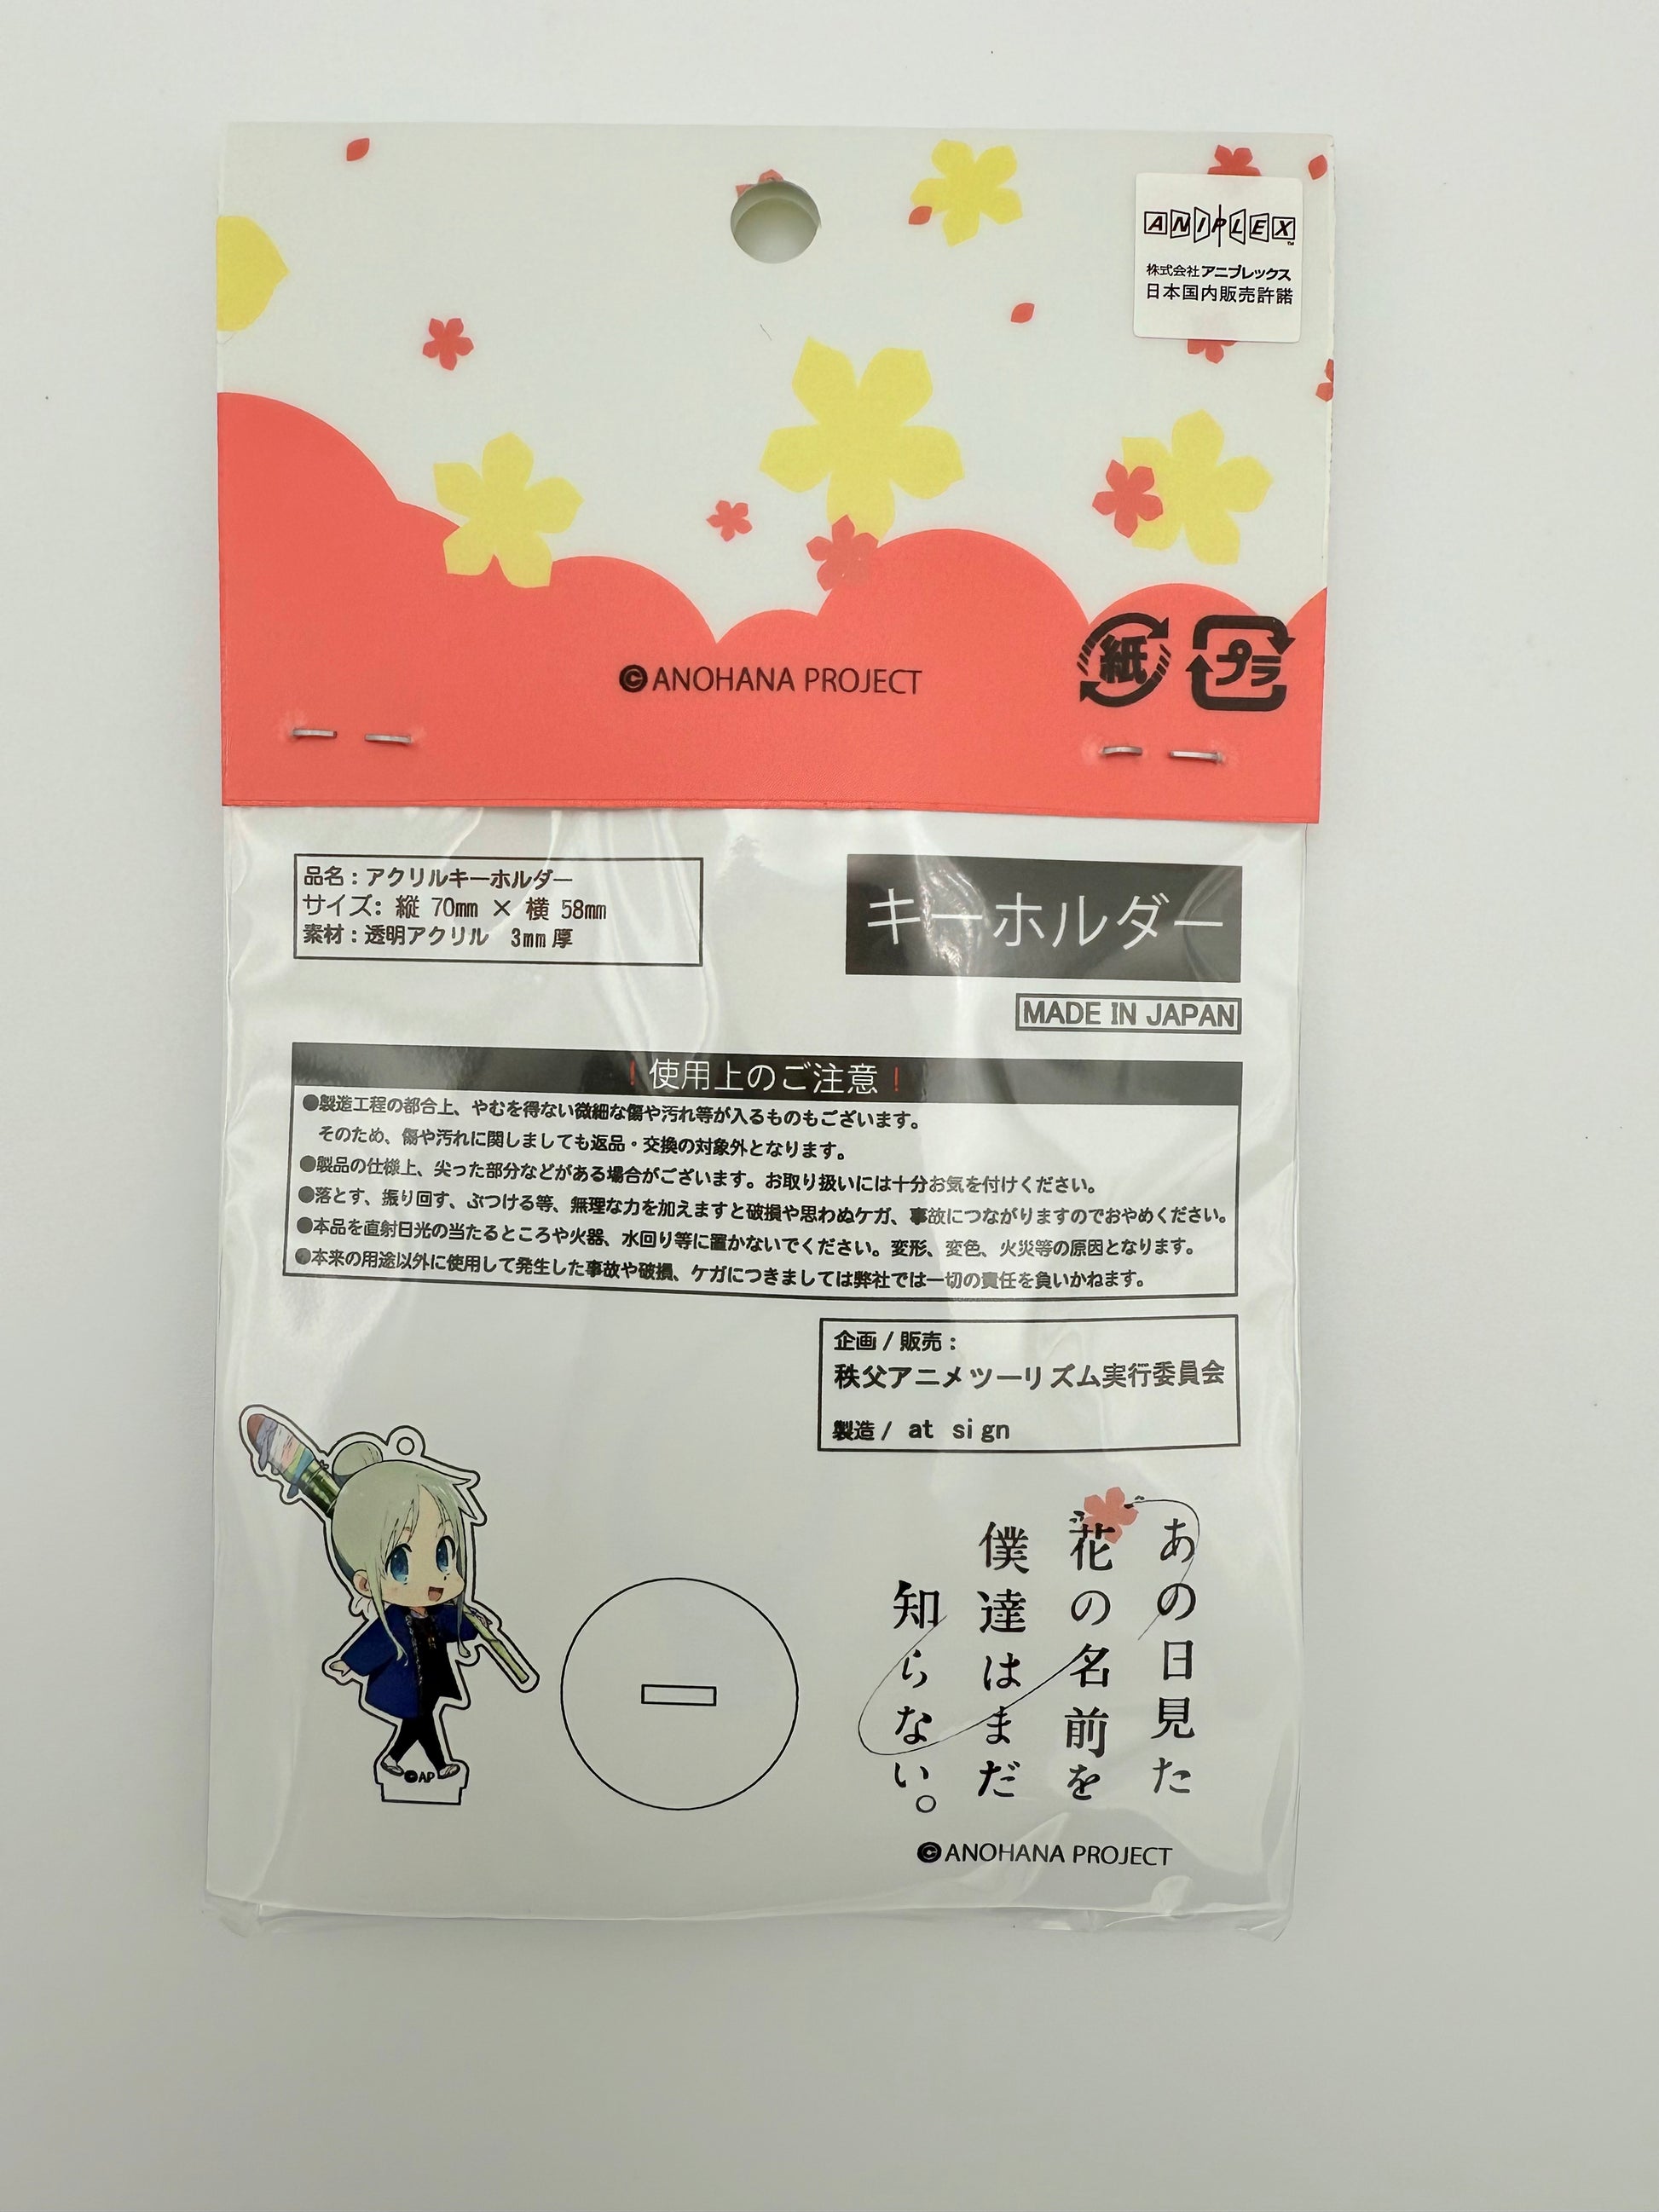 ANIPLEX
株式会社アニプレックス
日本国内販売許諾
©ANOHANA PROJECT
紙
プラ
品名：アクリルキーホルダー
サイズ：縦 70mm × 横 58mm
素材：透明アクリル 3mm 厚
キーホルダー
MADE IN JAPAN
！使用上のご注意！
●製造工程の都合上、やむを得ない微細な傷や汚れ等が入るものもございます。
そのため、傷や汚れに関しましても返品・交換の対象外となります。
●製品の仕様上、尖った部分などがある場合がございます。お取り扱いには十分お気を付けください。
●落とす、振り回す、ぶつける等、無理な力を加えますと破損や思わぬケガ、事故につながりますのでおやめください。
●本品を直射日光の当たるところや火器、水回り等に置かないでください。変形、変色、火災等の原因となります。
●本来の用途以外に使用して発生した事故や破損、ケガにつきましては弊社では一切の責任を負いかねます。
企画 / 販売：
秩父アニメツーリズム実行委員会
製造 / at sign
©AP
あの日見た
花の名前を
僕達はまだ
知らない。
©ANOHANA PROJECT